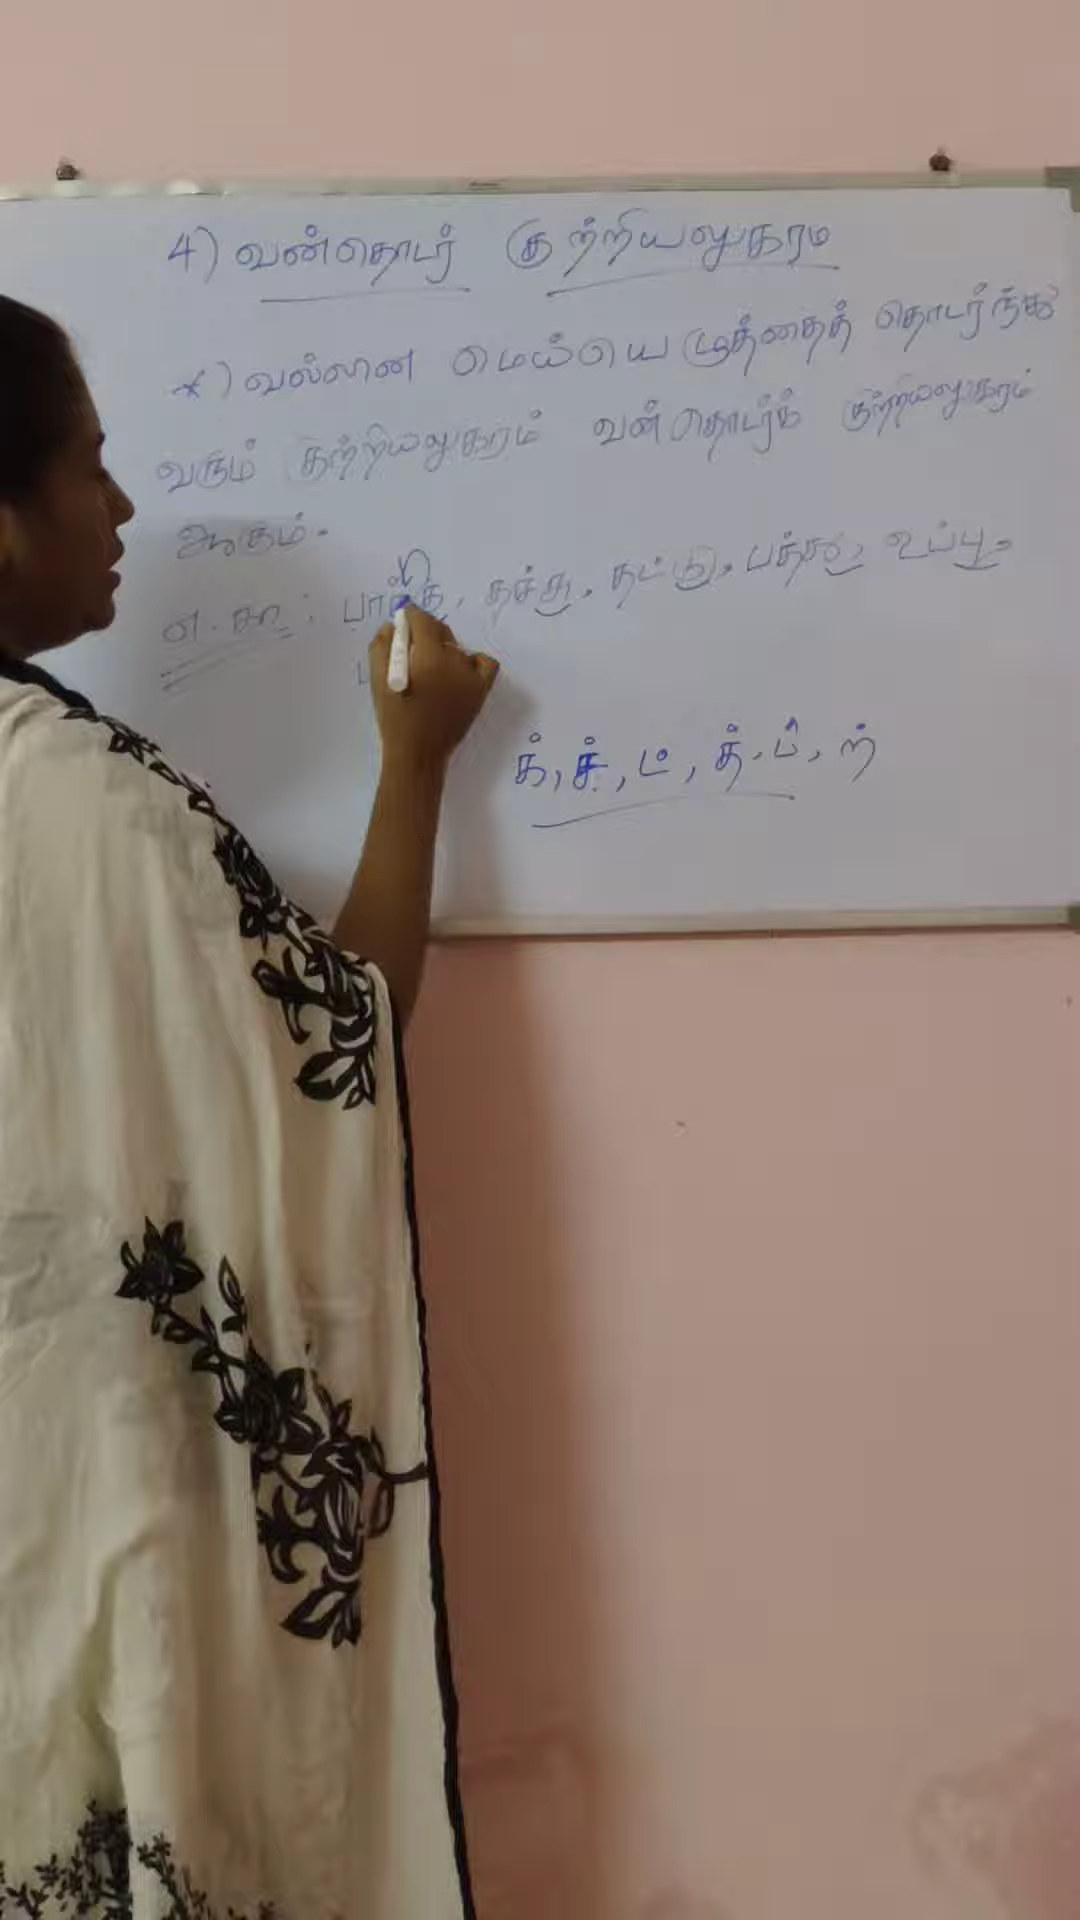 4) வன்தொடர் குற்றியலுகரம
*) வல்லின மெய்யெழுத்தைத் தொடர்ந்து
வரும் குற்றியலுகரம் வன்தொடர்க் குற்றியலுகரம்
ஆகும்.
எ.கா : தச்சு, தட்டு, பத்து, உப்பு,
க், ச், ட், த், ப், ற்